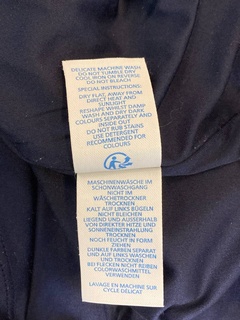 DELICATE MACHINE WASH
DO NOT TUMBLE DRY
COOL IRON ON REVERSE
DO NOT BLEACH
SPECIAL INSTRUCTIONS:
DRY FLAT, AWAY FROM
DIRECT HEAT AND
SUNLIGHT
RESHAPE WHILST DAMP
WASH AND DRY DARK
COLOURS SEPARATELY AND
INSIDE OUT
DO NOT RUB STAINS
USE DETERGENT
RECOMMENDED FOR
COLOURS
MASCHINENWÄSCHE IM
SCHONWASCHGANG
NICHT IM
WÄSCHETROCKNER
TROCKNEN
KALT AUF LINKS BÜGELN
NICHT BLEICHEN
LIEGEND UND AUSSERHALB
VON DIREKTER HITZE UND
SONNENEINSTRAHLUNG
TROCKNEN
NOCH FEUCHT IN FORM
ZIEHEN
DUNKLE FARBEN SEPARAT
UND AUF LINKS WASCHEN
UND TROCKNEN
BEI FLECKEN NICHT REIBEN
COLORWASCHMITTEL
VERWENDEN
LAVAGE EN MACHINE SUR
CYCLE DÉLICAT